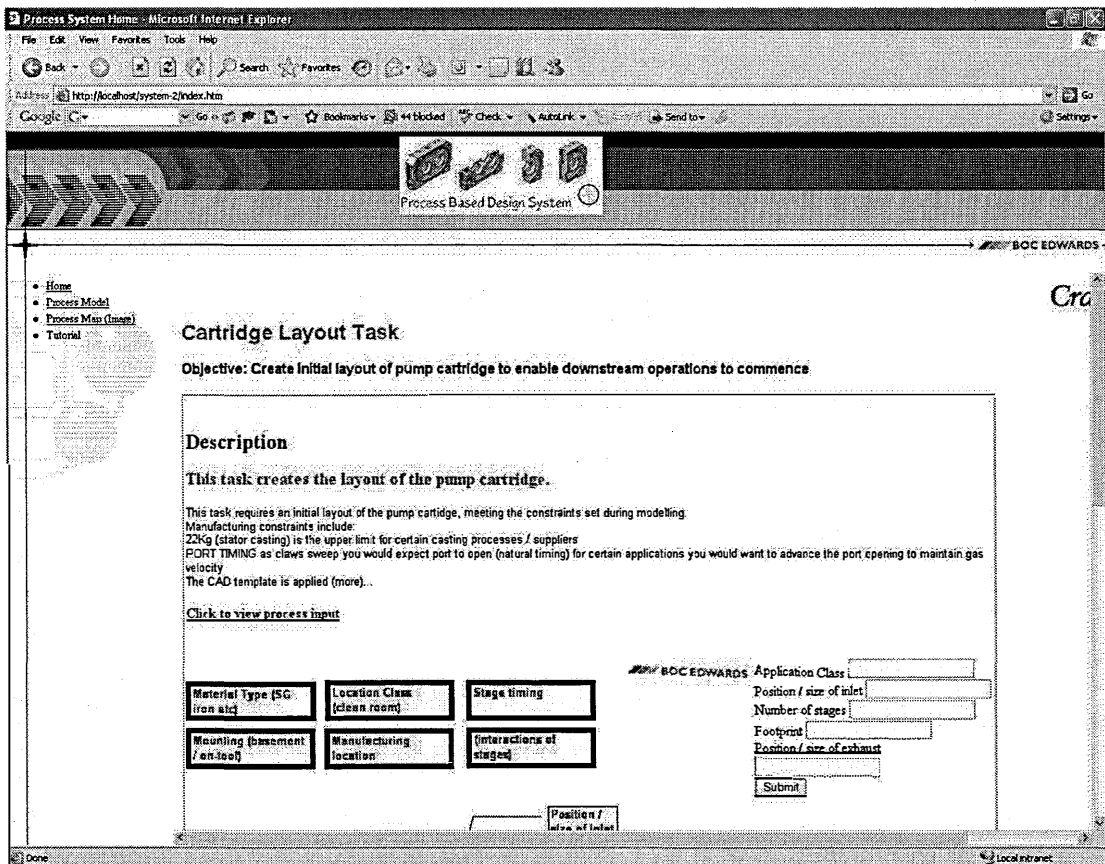 Process System Home - Microsoft Internet Explorer
File Edit View Favorites Tools Help
Back Search Favorites
Address http://localhost/system-2/index.htm Go
Google Go Bookmarks 44 blocked Check AutoLink Send to Settings
Process Based Design System
BOC EDWARDS
Home
Process Model
Process Map (Image)
Tutorial
Cra
Cartridge Layout Task
Objective: Create initial layout of pump cartridge to enable downstream operations to commence
Description
This task creates the layout of the pump cartridge.
This task requires an initial layout of the pump cartidge, meeting the constraints set during modelling.
Manufacturing constraints include:
22Kg (stator casting) is the upper limit for certain casting processes / suppliers
PORT TIMING as claws sweep you would expect port to open (natural timing) for certain applications you would want to advance the port opening to maintain gas
velocity
The CAD template is applied (more)...
Click to view process input
Material Type (SG
iron etc)
Location Class
(clean room)
Stage timing
Mounting (basement
/ on-tool)
Manufacturing
location
(interactions of
stages)
BOC EDWARDS
Application Class
Position / size of inlet
Number of stages
Footprint
Position / size of exhaust
Submit
Position /
size of inlet
Done
Local intranet